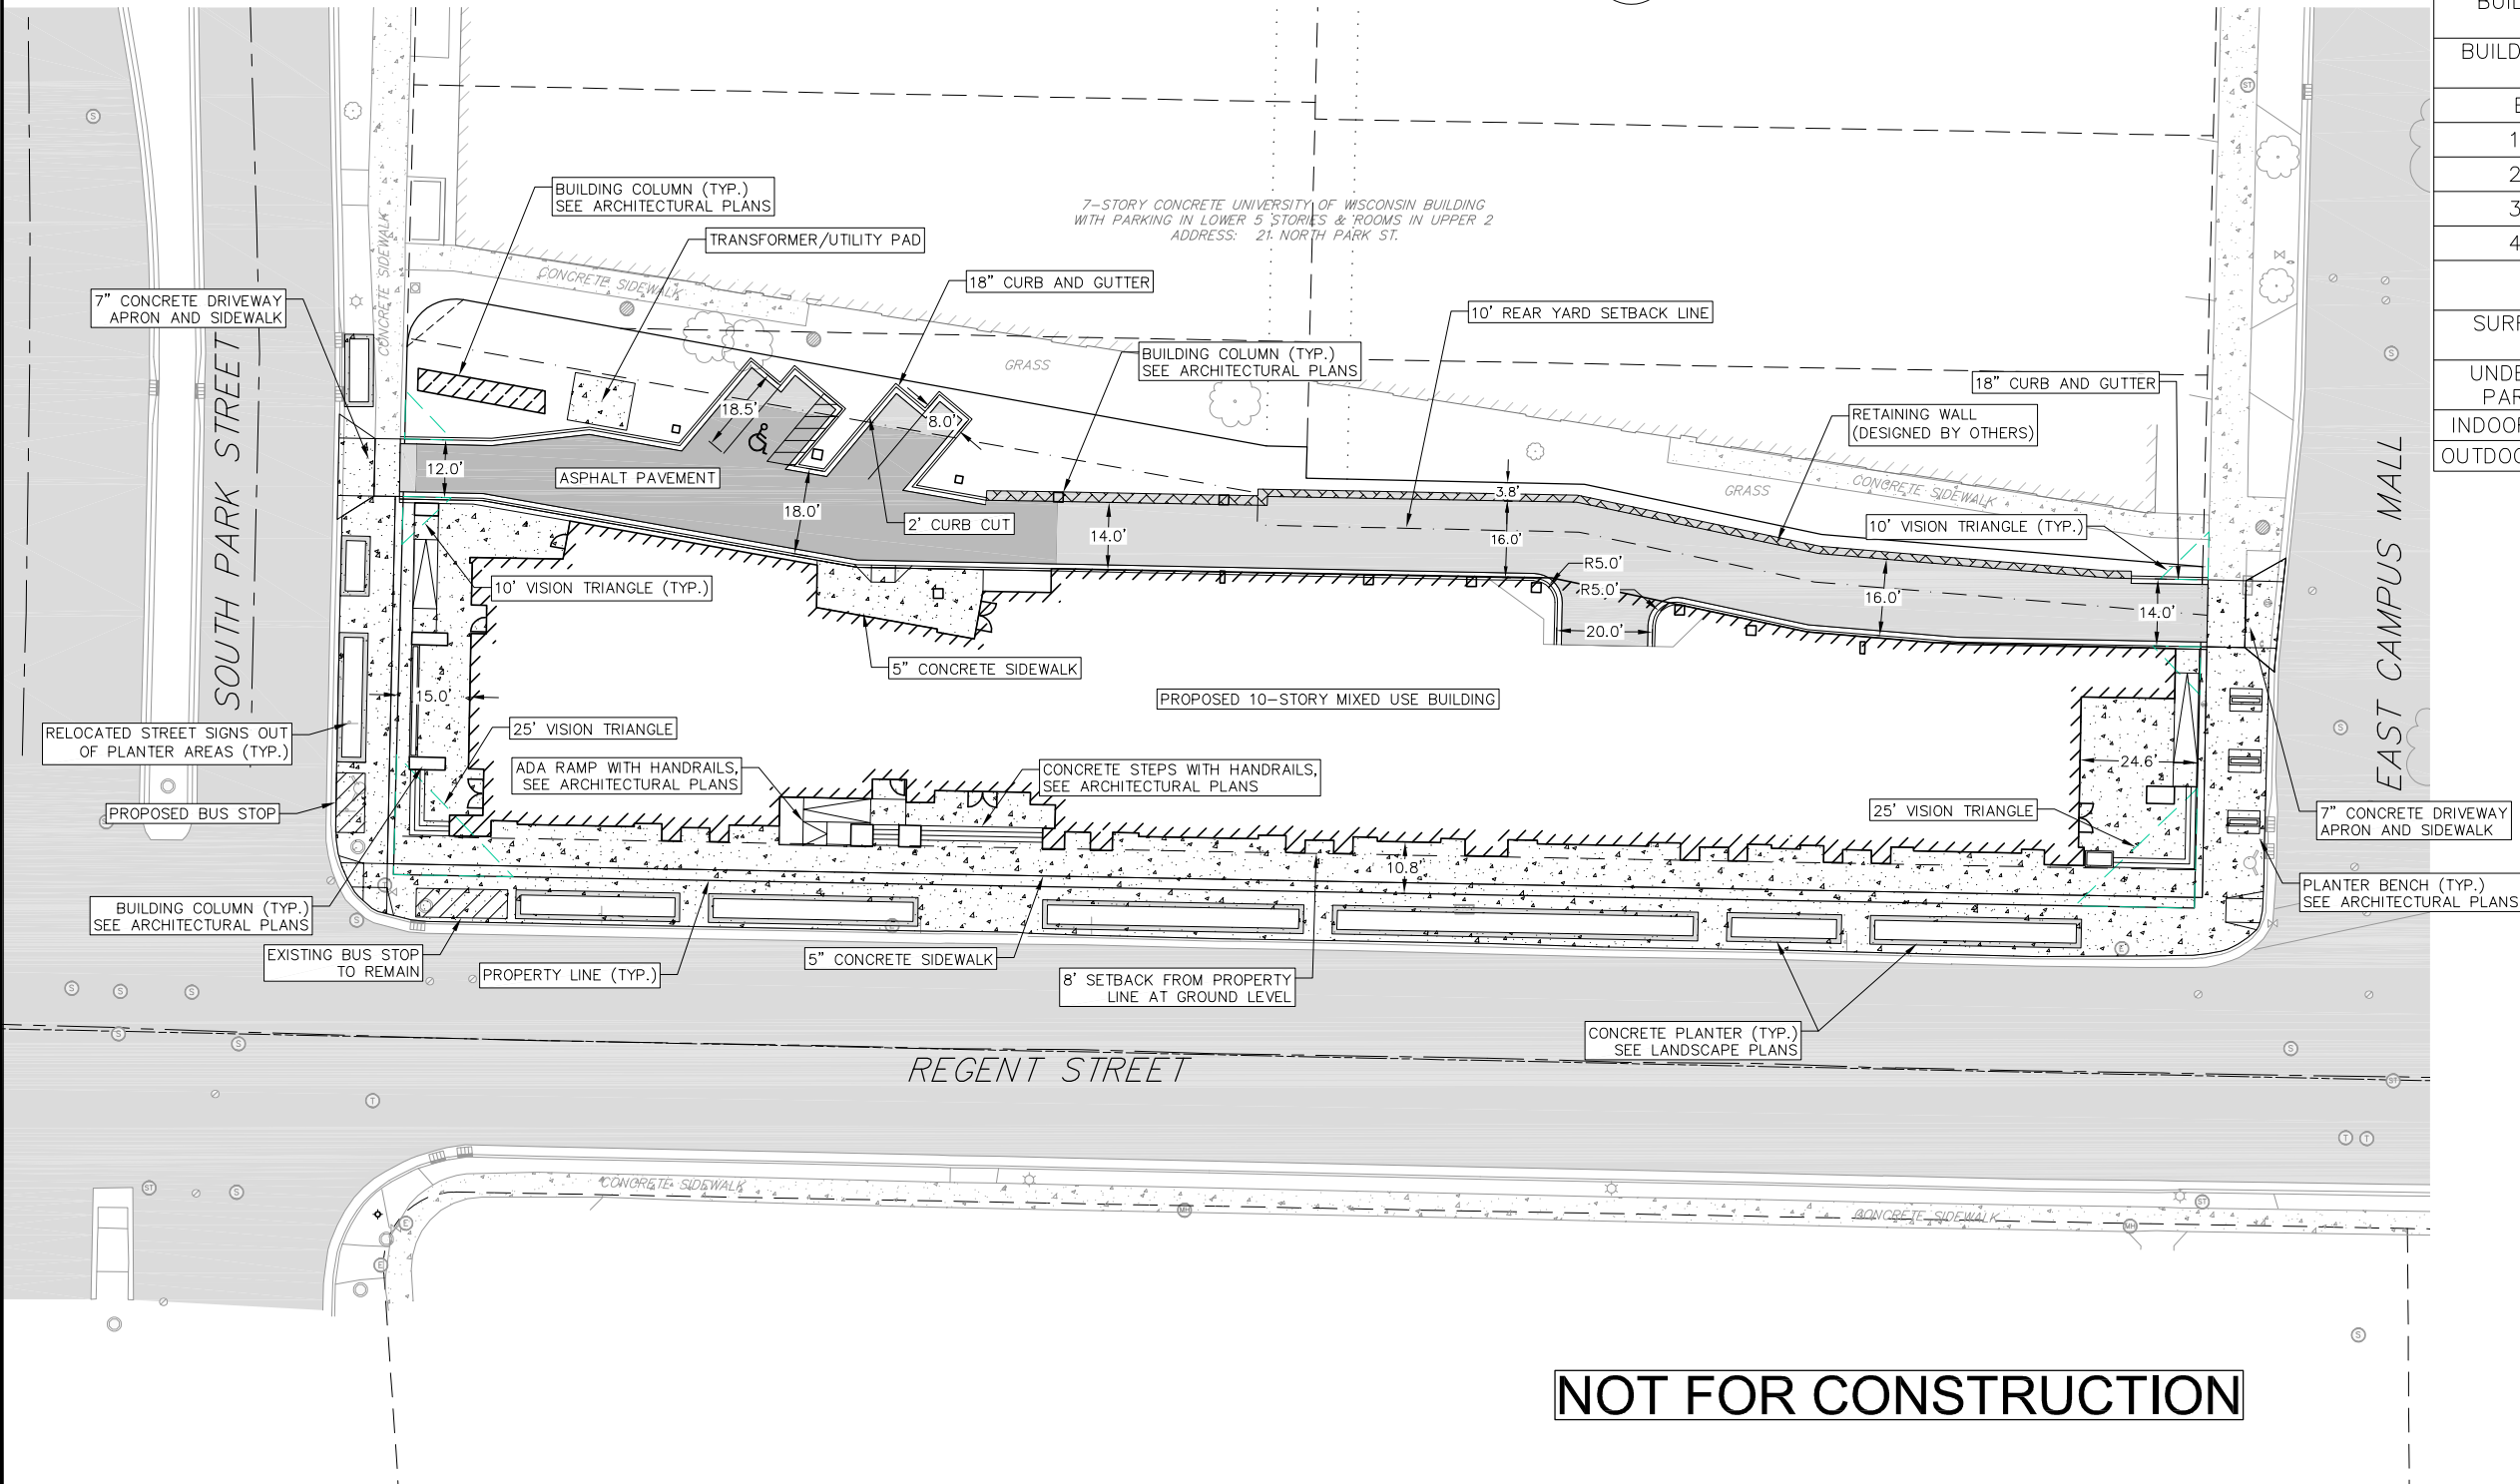 BUILDING COLUMN (TYP.)
SEE ARCHITECTURAL PLANS
TRANSFORMER/UTILITY PAD
7-STORY CONCRETE UNIVERSITY OF WISCONSIN BUILDING
WITH PARKING IN LOWER 5 STORIES & ROOMS IN UPPER 2
ADDRESS: 21 NORTH PARK ST.
CONCRETE SIDEWALK
CONCRETE SIDEWALK
7" CONCRETE DRIVEWAY
APRON AND SIDEWALK
18" CURB AND GUTTER
10' REAR YARD SETBACK LINE
BUILDING COLUMN (TYP.)
SEE ARCHITECTURAL PLANS
GRASS
18" CURB AND GUTTER
RETAINING WALL
(DESIGNED BY OTHERS)
SOUTH PARK STREET
18.5'
8.0'
12.0'
ASPHALT PAVEMENT
18.0'
2' CURB CUT
14.0'
3.8'
16.0'
GRASS
CONCRETE SIDEWALK
10' VISION TRIANGLE (TYP.)
R5.0'
R5.0'
20.0'
16.0'
14.0'
EAST CAMPUS MALL
10' VISION TRIANGLE (TYP.)
5" CONCRETE SIDEWALK
PROPOSED 10-STORY MIXED USE BUILDING
15.0'
RELOCATED STREET SIGNS OUT
OF PLANTER AREAS (TYP.)
25' VISION TRIANGLE
ADA RAMP WITH HANDRAILS,
SEE ARCHITECTURAL PLANS
CONCRETE STEPS WITH HANDRAILS,
SEE ARCHITECTURAL PLANS
24.6'
25' VISION TRIANGLE
PROPOSED BUS STOP
7" CONCRETE DRIVEWAY
APRON AND SIDEWALK
10.8'
BUILDING COLUMN (TYP.)
SEE ARCHITECTURAL PLANS
PLANTER BENCH (TYP.)
SEE ARCHITECTURAL PLANS
EXISTING BUS STOP
TO REMAIN
PROPERTY LINE (TYP.)
5" CONCRETE SIDEWALK
8' SETBACK FROM PROPERTY
LINE AT GROUND LEVEL
CONCRETE PLANTER (TYP.)
SEE LANDSCAPE PLANS
REGENT STREET
CONCRETE SIDEWALK
CONCRETE SIDEWALK
NOT FOR CONSTRUCTION
BUIL
BUILD
1
2
3
4
SURF
UNDE
PAR
INDOOR
OUTDOO